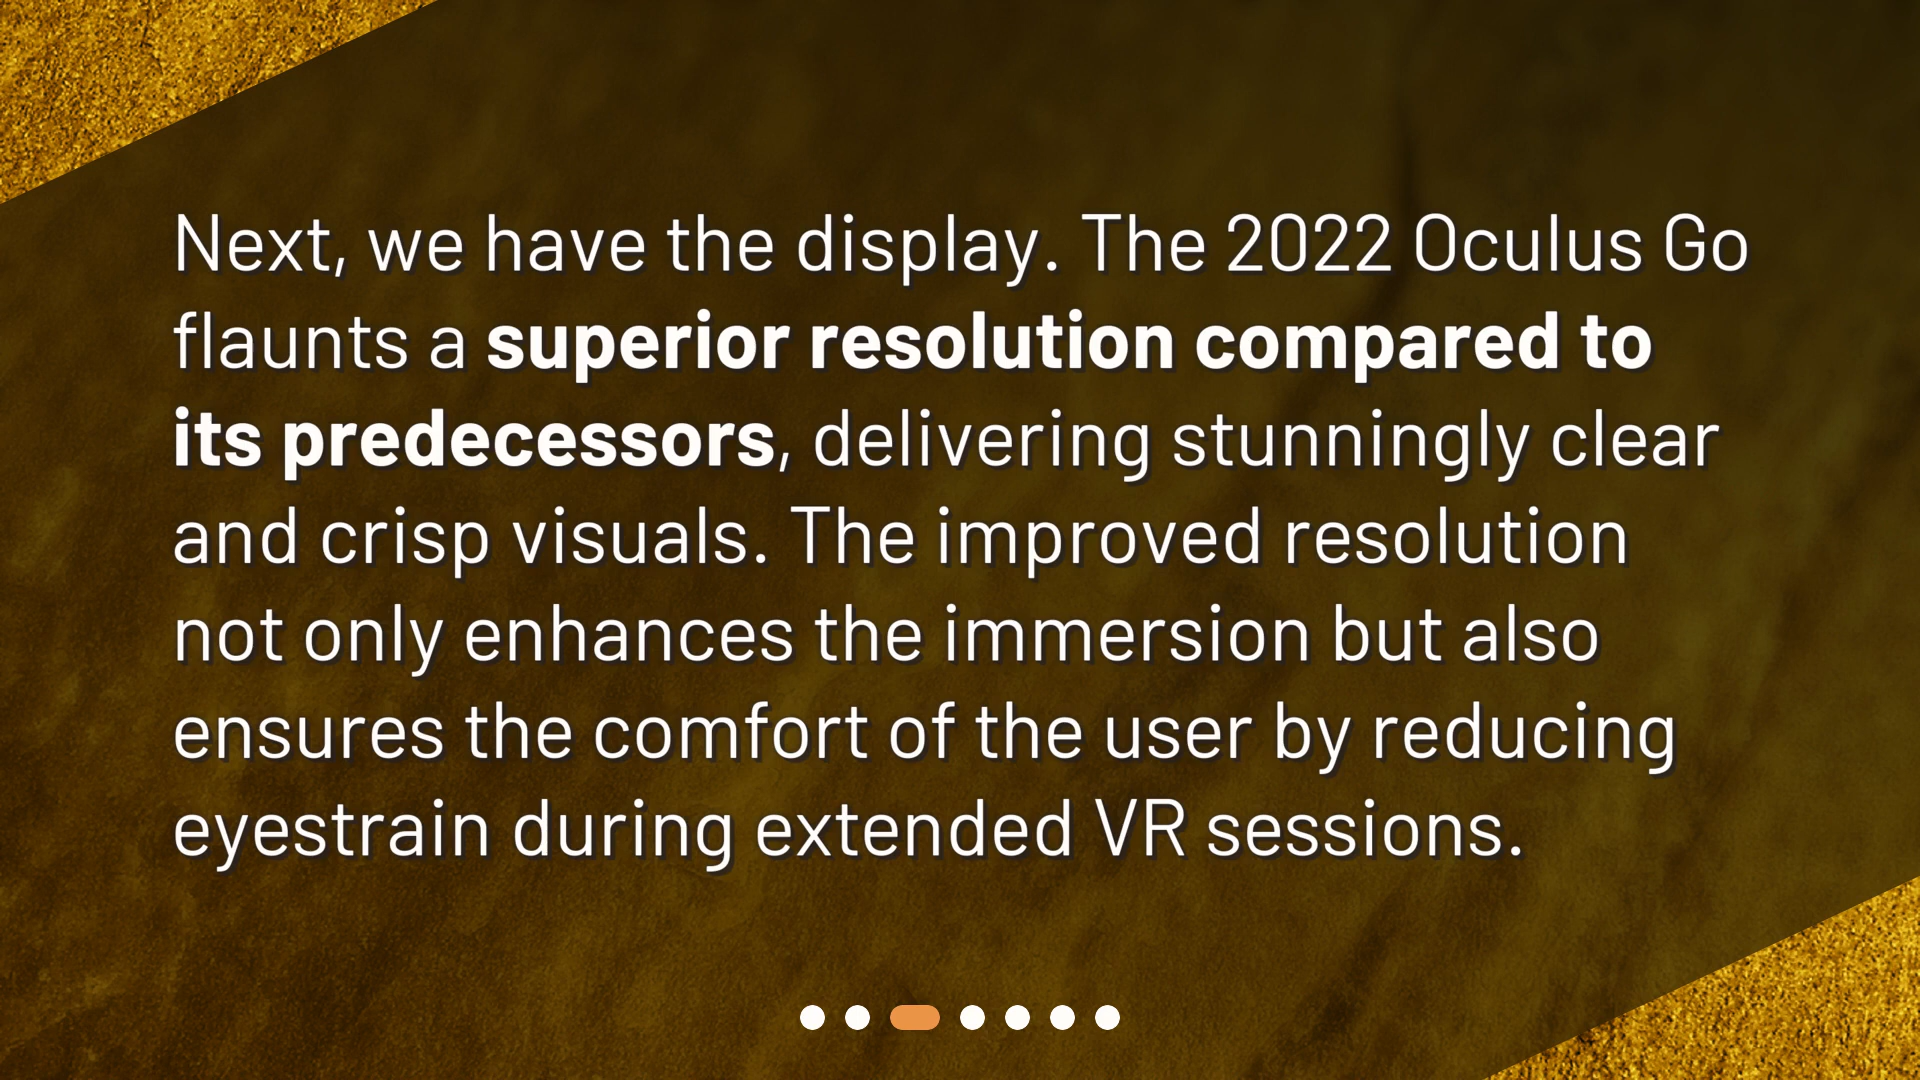 Next, we have the display. The 2022 Oculus Go
flaunts a superior resolution compared to
its predecessors, delivering stunningly clear
and crisp visuals. The improved resolution
not only enhances the immersion but also
ensures the comfort of the user by reducing
eyestrain during extended VR sessions.